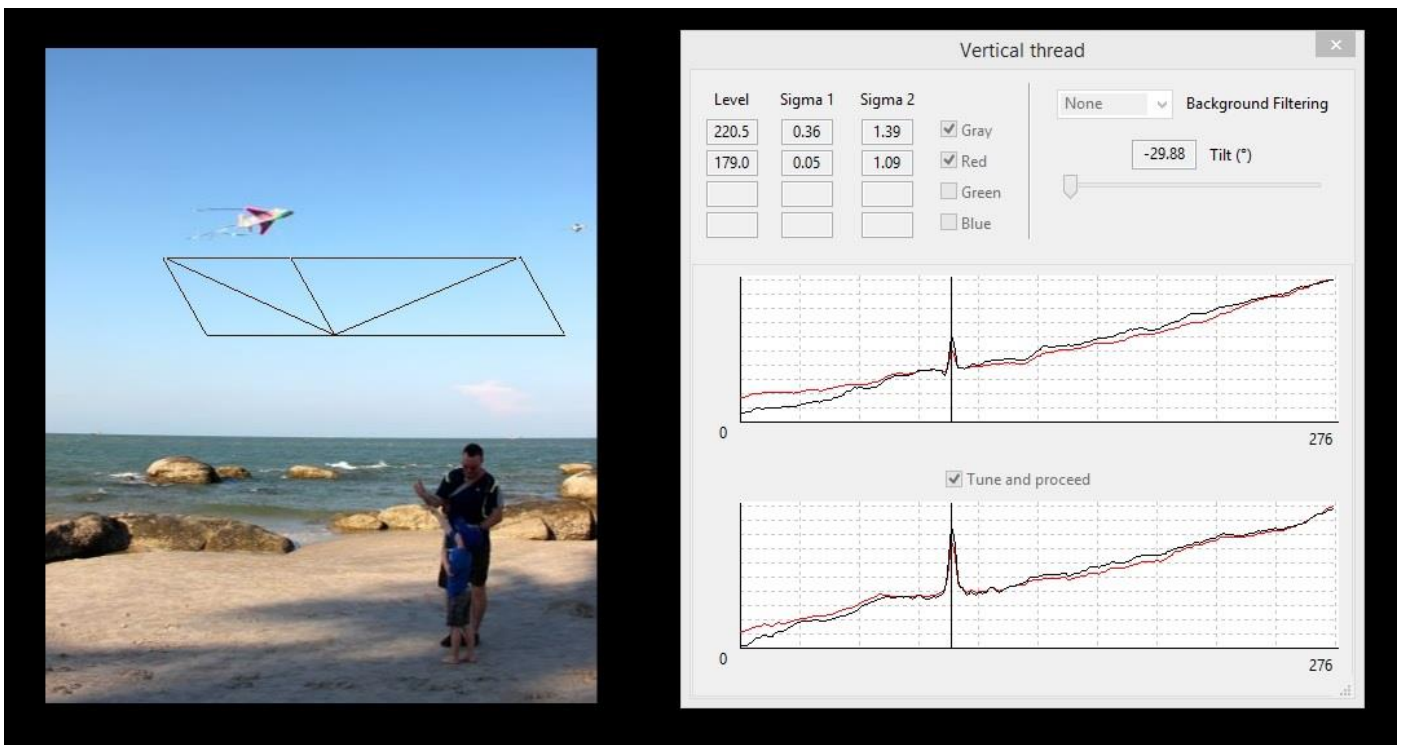 Vertical thread
Level Sigma 1 Sigma 2
None Background Filtering
220.5 0.36 1.39 Gray
179.0 0.05 1.09 Red
-29.88 Tilt (°)
Green
Blue
0 276
Tune and proceed
0 276